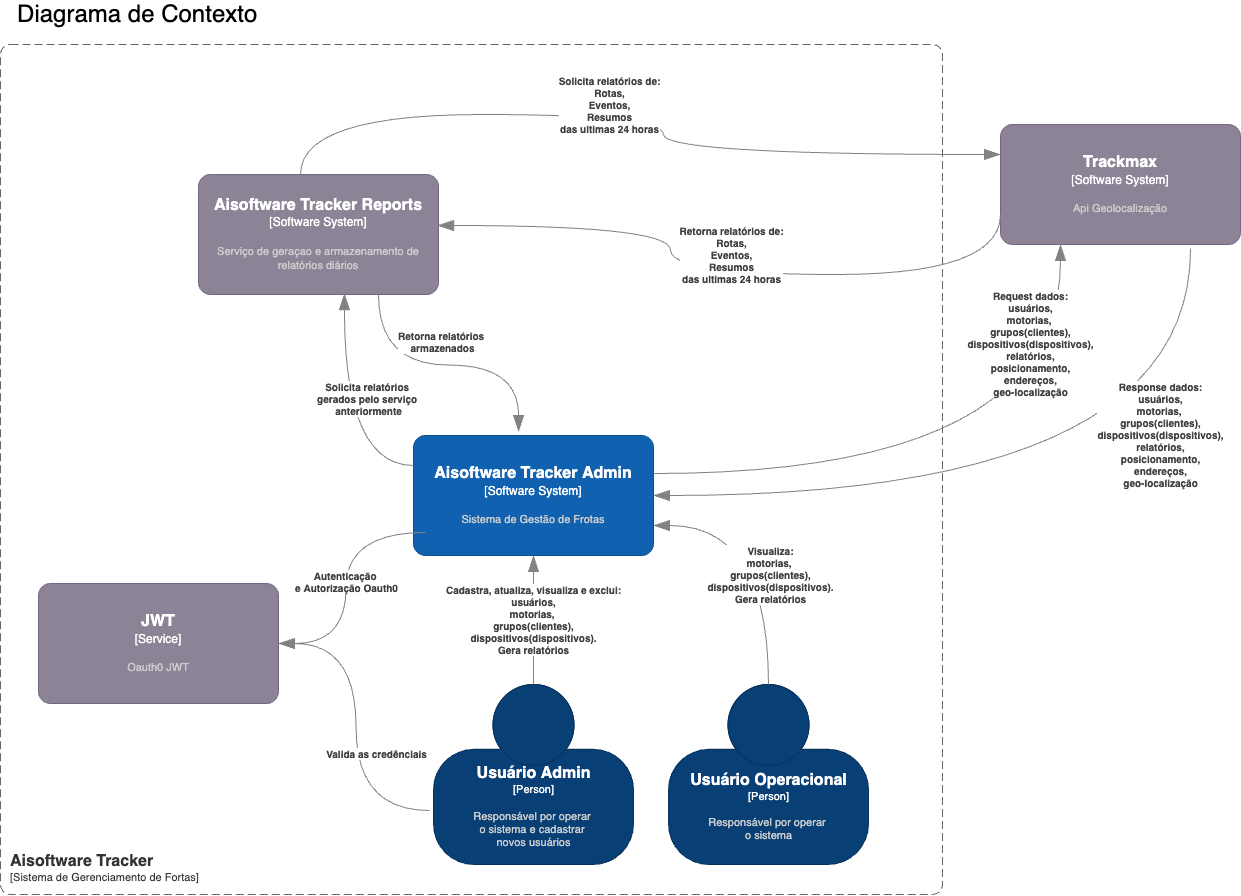 Diagrama de Contexto
Solicita relatórios de:
Rotas,
Eventos,
Resumos
das ultimas 24 horas
Trackmax
[Software System]
Api Geolocalização
Aisoftware Tracker Reports
[Software System]
Serviço de geraçao e armazenamento de
relatórios diários
Retorna relatórios de:
Rotas,
Eventos,
Resumos
das ultimas 24 horas
Request dados:
usuários,
motorias,
grupos(clientes),
dispositivos(dispositivos),
relatórios,
posicionamento,
endereços,
geo-localização
Retorna relatórios
armazenados
Solicita relatórios
gerados pelo serviço
anteriormente
Response dados:
usuários,
motorias,
grupos(clientes),
dispositivos(dispositivos),
relatórios,
posicionamento,
endereços,
geo-localização
Aisoftware Tracker Admin
[Software System]
Sistema de Gestão de Frotas
Autenticação
e Autorização Oauth0
Cadastra, atualiza, visualiza e exclui:
usuários,
motorias,
grupos(clientes),
dispositivos(dispositivos).
Gera relatórios
Visualiza:
motorias,
grupos(clientes),
dispositivos(dispositivos).
Gera relatórios
JWT
[Service]
Oauth0 JWT
Valida as credênciais
Usuário Admin
[Person]
Responsável por operar
o sistema e cadastrar
novos usuários
Usuário Operacional
[Person]
Responsável por operar
o sistema
Aisoftware Tracker
[Sistema de Gerenciamento de Fortas]